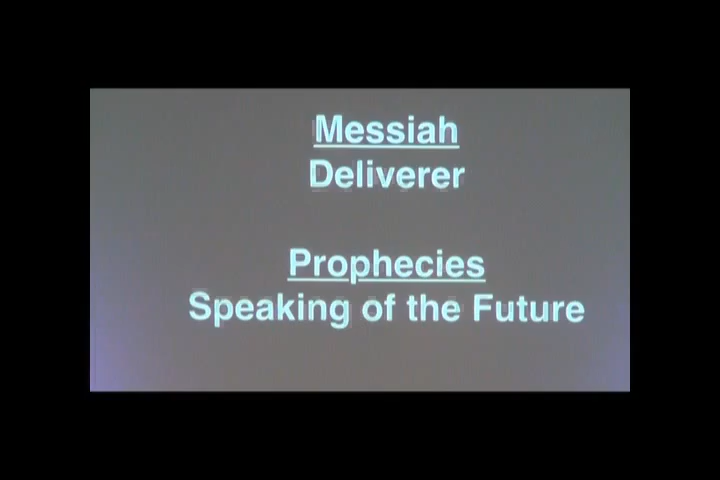 Messiah
Deliverer
Prophecies
Speaking of the Future